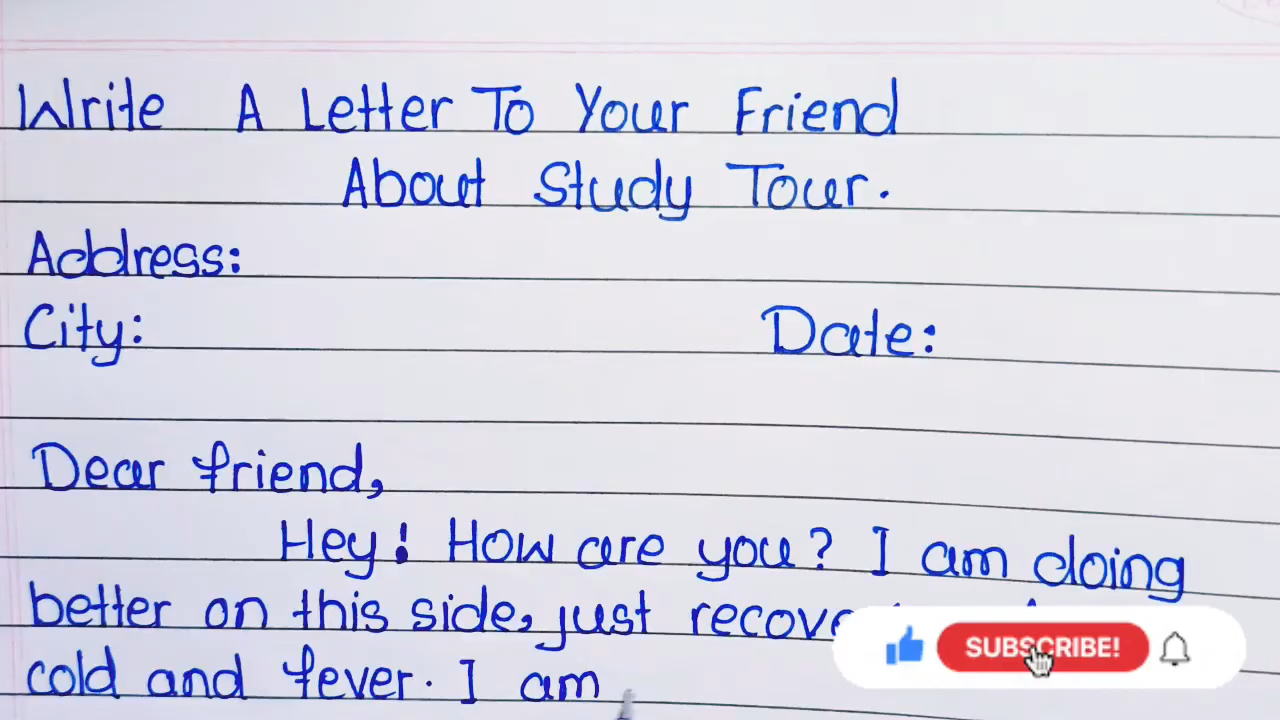 Write A Letter To Your Friend
About Study Tour.
Address:
City:
Date:
Dear friend,
Hey! How are you? I am doing
better on this side, just
cold and fever. I am
SUBSCRIBE!